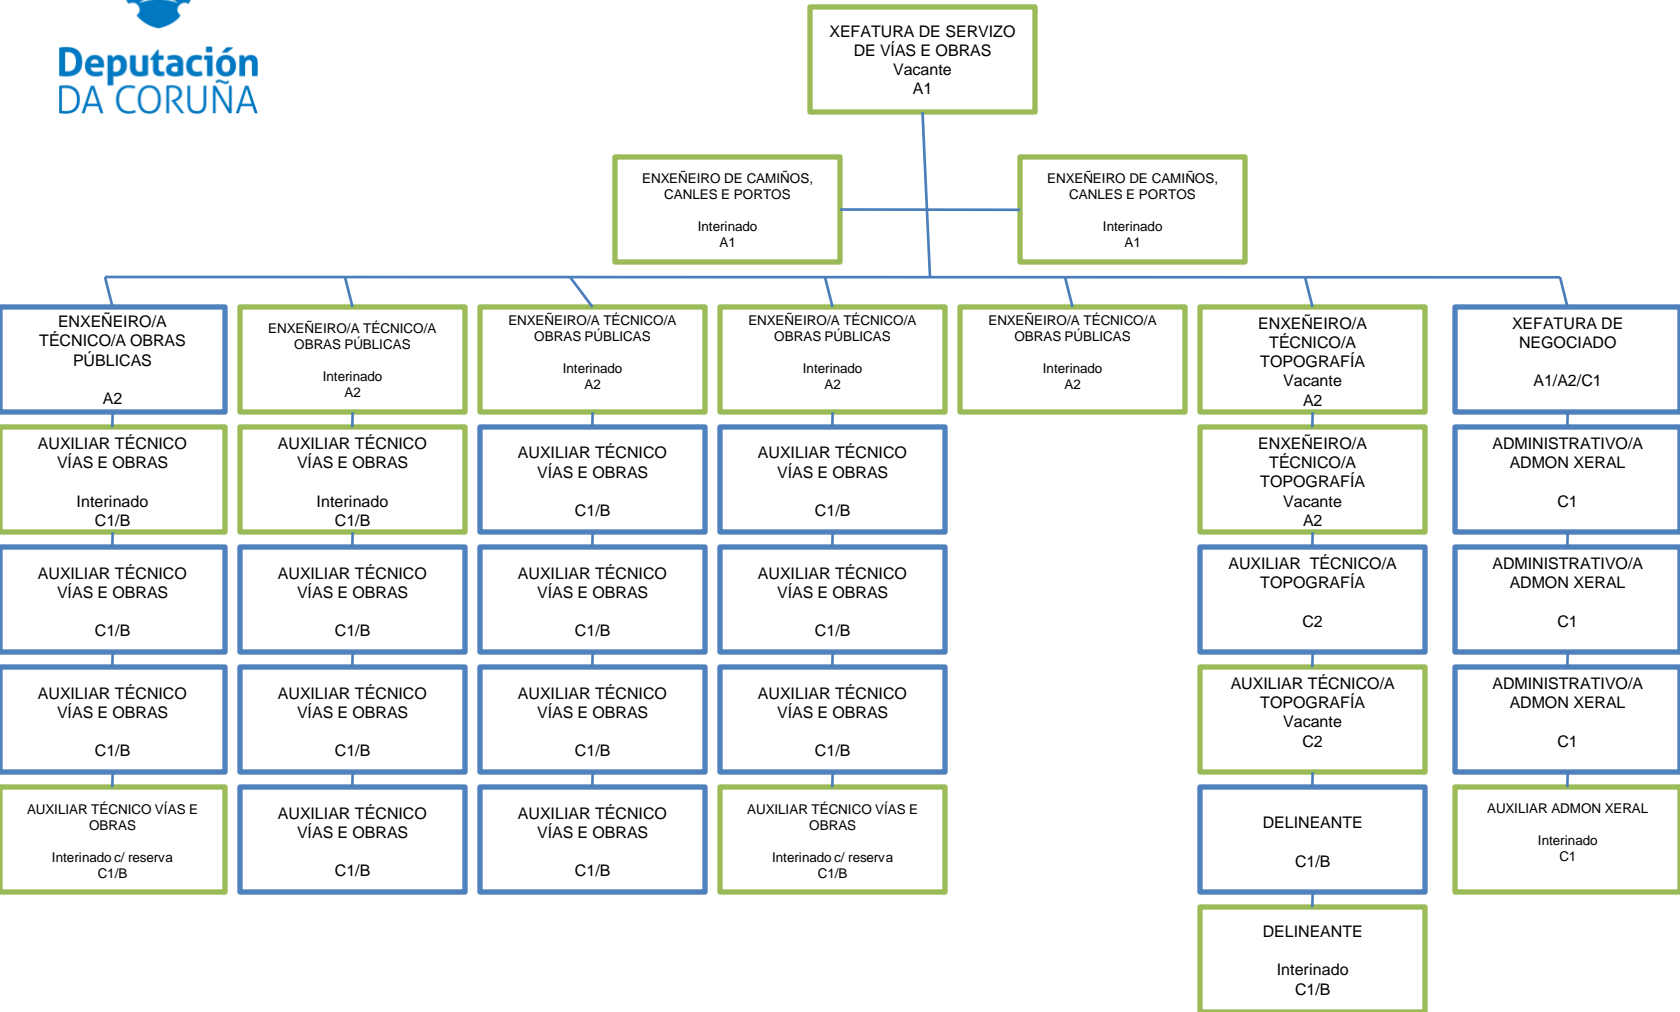 Deputación
DA CORUÑA
XEFATURA DE SERVIZO
DE VÍAS E OBRAS
Vacante
A1
ENXEÑEIRO DE CAMIÑOS,
CANLES E PORTOS
Interinado
A1
ENXEÑEIRO DE CAMIÑOS,
CANLES E PORTOS
Interinado
A1
ENXEÑEIRO/A
TÉCNICO/A OBRAS
PÚBLICAS
A2
ENXEÑEIRO/A TÉCNICO/A
OBRAS PÚBLICAS
Interinado
A2
ENXEÑEIRO/A TÉCNICO/A
OBRAS PÚBLICAS
Interinado
A2
ENXEÑEIRO/A TÉCNICO/A
OBRAS PÚBLICAS
Interinado
A2
ENXEÑEIRO/A TÉCNICO/A
OBRAS PÚBLICAS
Interinado
A2
ENXEÑEIRO/A
TÉCNICO/A
TOPOGRAFÍA
Vacante
A2
XEFATURA DE
NEGOCIADO
A1/A2/C1
AUXILIAR TÉCNICO
VÍAS E OBRAS
Interinado
C1/B
AUXILIAR TÉCNICO
VÍAS E OBRAS
Interinado
C1/B
AUXILIAR TÉCNICO
VÍAS E OBRAS
C1/B
AUXILIAR TÉCNICO
VÍAS E OBRAS
C1/B
ENXEÑEIRO/A
TÉCNICO/A
TOPOGRAFÍA
Vacante
A2
ADMINISTRATIVO/A
ADMON XERAL
C1
AUXILIAR TÉCNICO
VÍAS E OBRAS
C1/B
AUXILIAR TÉCNICO
VÍAS E OBRAS
C1/B
AUXILIAR TÉCNICO
VÍAS E OBRAS
C1/B
AUXILIAR TÉCNICO
VÍAS E OBRAS
C1/B
AUXILIAR TÉCNICO/A
TOPOGRAFÍA
C2
ADMINISTRATIVO/A
ADMON XERAL
C1
AUXILIAR TÉCNICO
VÍAS E OBRAS
C1/B
AUXILIAR TÉCNICO
VÍAS E OBRAS
C1/B
AUXILIAR TÉCNICO
VÍAS E OBRAS
C1/B
AUXILIAR TÉCNICO
VÍAS E OBRAS
C1/B
AUXILIAR TÉCNICO/A
TOPOGRAFÍA
Vacante
C2
ADMINISTRATIVO/A
ADMON XERAL
C1
AUXILIAR TÉCNICO VÍAS E
OBRAS
Interinado c/ reserva
C1/B
AUXILIAR TÉCNICO
VÍAS E OBRAS
C1/B
AUXILIAR TÉCNICO
VÍAS E OBRAS
C1/B
AUXILIAR TÉCNICO VÍAS E
OBRAS
Interinado c/ reserva
C1/B
DELINEANTE
C1/B
AUXILIAR ADMON XERAL
Interinado
C1
DELINEANTE
Interinado
C1/B